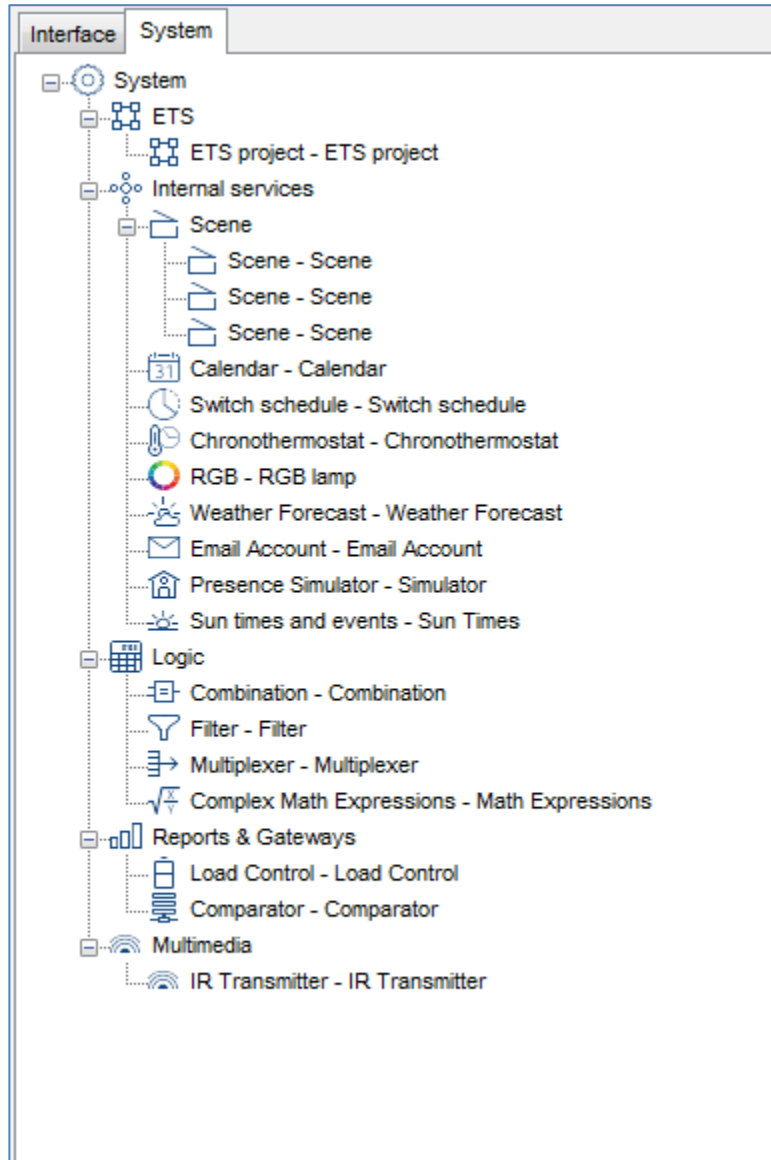 Interface System
System
ETS
ETS project - ETS project
Internal services
Scene
Scene - Scene
Scene - Scene
Scene - Scene
31 Calendar - Calendar
Switch schedule - Switch schedule
Chronothermostat - Chronothermostat
RGB - RGB lamp
Weather Forecast - Weather Forecast
Email Account - Email Account
Presence Simulator - Simulator
Sun times and events - Sun Times
Logic
Combination - Combination
Filter - Filter
Multiplexer - Multiplexer
Complex Math Expressions - Math Expressions
Reports & Gateways
Load Control - Load Control
Comparator - Comparator
Multimedia
IR Transmitter - IR Transmitter